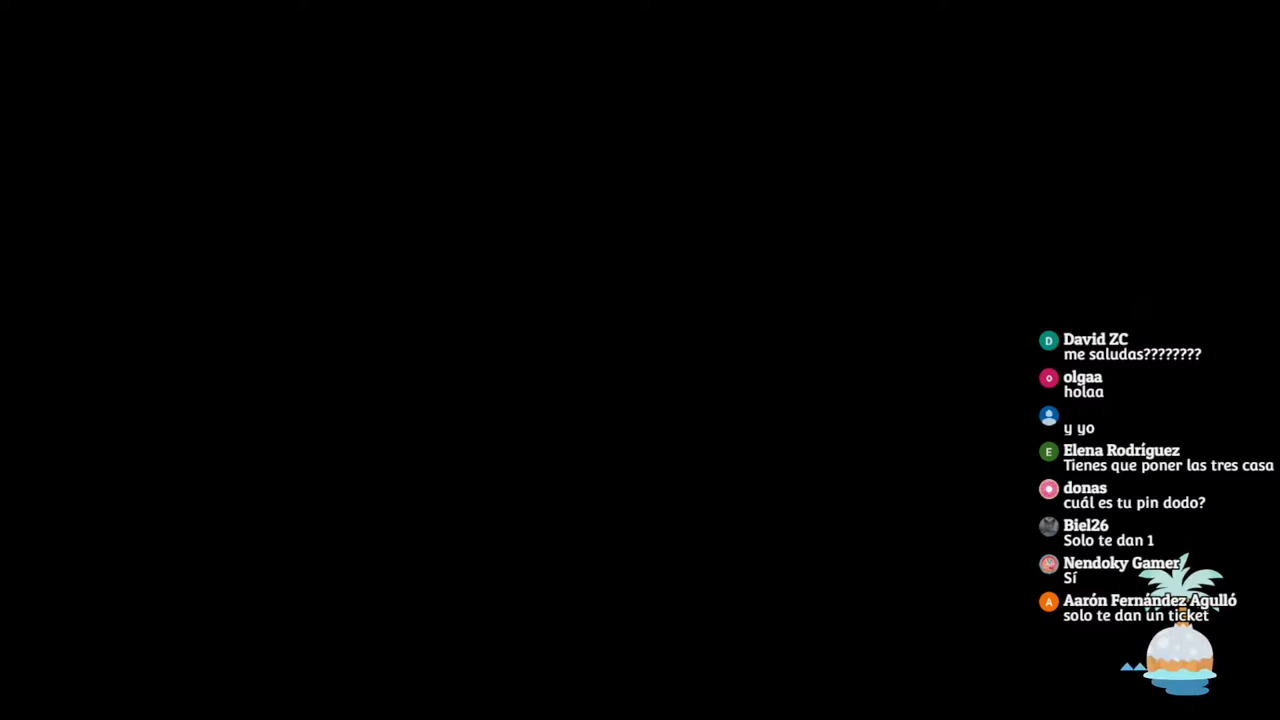 David ZC
me saludas????????
olgaa
holaa
y yo
Elena Rodríguez
Tienes que poner las tres casa
donas
cuál es tu pin dodo?
Biel26
Solo te dan 1
Nendoky Gamer
Sí
Aarón Fernández Agulló
solo te dan un ticket